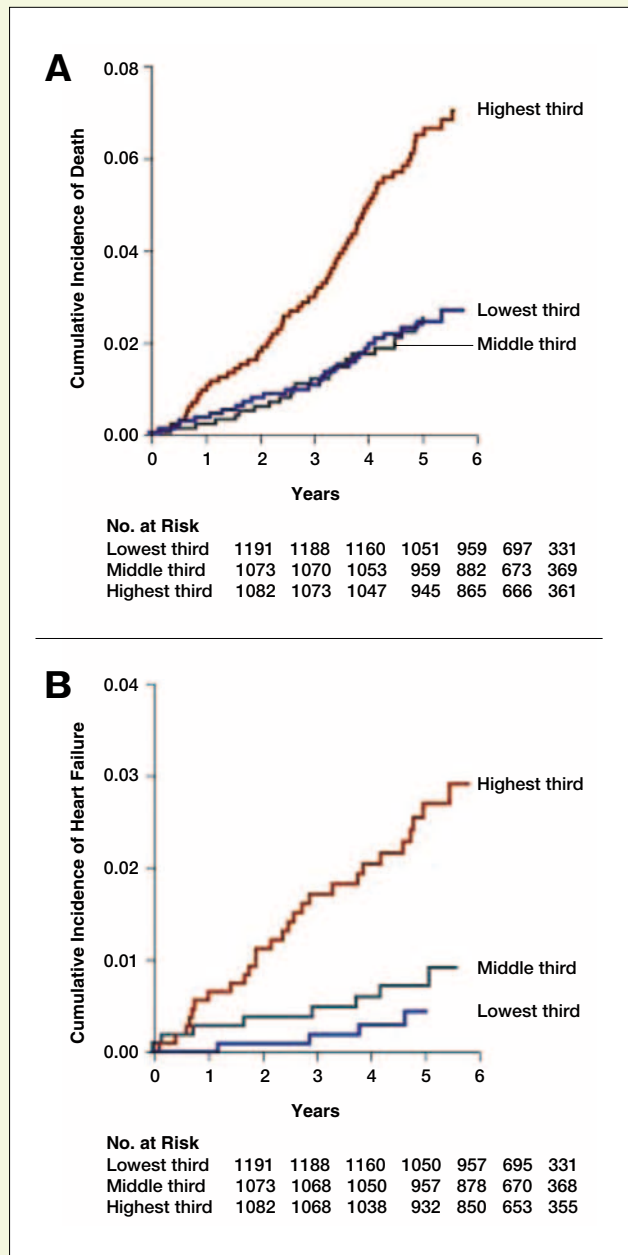 A
Cumulative Incidence of Death
0.08
0.06
0.04
0.02
0.00
Highest third
Lowest third
Middle third
0 1 2 3 4 5 6
Years
No. at Risk
Lowest third 1191 1188 1160 1051 959 697 331
Middle third 1073 1070 1053 959 882 673 369
Highest third 1082 1073 1047 945 865 666 361
B
Cumulative Incidence of Heart Failure
0.04
0.03
0.02
0.01
0.00
Highest third
Middle third
Lowest third
0 1 2 3 4 5 6
Years
No. at Risk
Lowest third 1191 1188 1160 1050 957 695 331
Middle third 1073 1068 1050 957 878 670 368
Highest third 1082 1068 1038 932 850 653 355